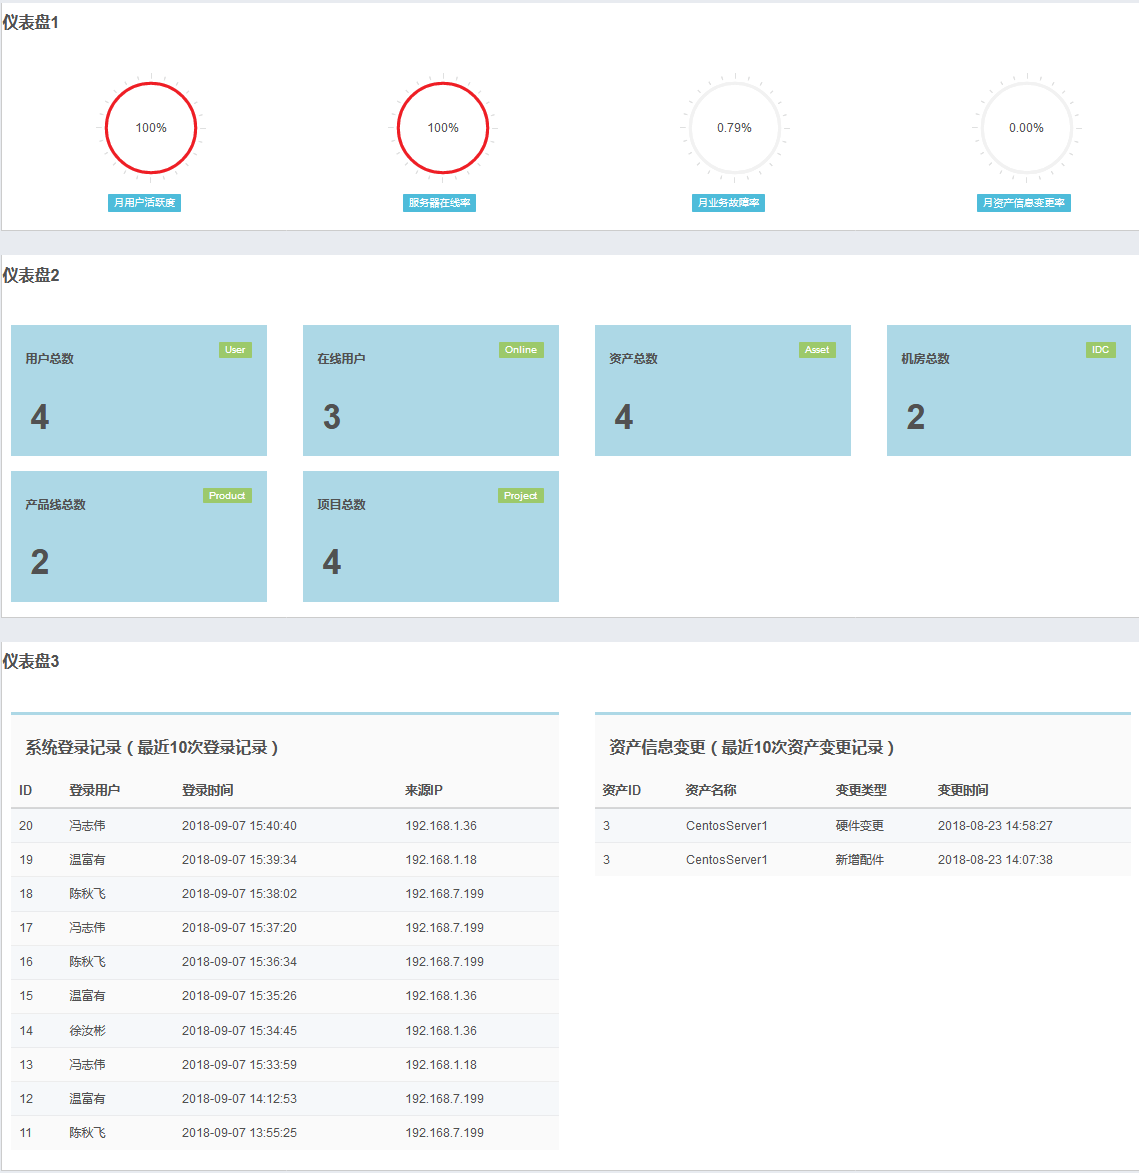 仪表盘1
100% 100% 0.79% 0.00%
月用户活跃度 服务器在线率 月业务故障率 月资产信息变更率
仪表盘2
用户总数 User
4
在线用户 Online
3
资产总数 Asset
4
机房总数 IDC
2
产品线总数 Product
2
项目总数 Project
4
仪表盘3
系统登录记录（最近10次登录记录）
ID 登录用户 登录时间 来源IP
20 冯志伟 2018-09-07 15:40:40 192.168.1.36
19 温富有 2018-09-07 15:39:34 192.168.1.18
18 陈秋飞 2018-09-07 15:38:02 192.168.7.199
17 冯志伟 2018-09-07 15:37:20 192.168.7.199
16 陈秋飞 2018-09-07 15:36:34 192.168.7.199
15 温富有 2018-09-07 15:35:26 192.168.1.36
14 徐汝彬 2018-09-07 15:34:45 192.168.1.36
13 冯志伟 2018-09-07 15:33:59 192.168.1.18
12 温富有 2018-09-07 14:12:53 192.168.7.199
11 陈秋飞 2018-09-07 13:55:25 192.168.7.199
资产信息变更（最近10次资产变更记录）
资产ID 资产名称 变更类型 变更时间
3 CentosServer1 硬件变更 2018-08-23 14:58:27
3 CentosServer1 新增配件 2018-08-23 14:07:38